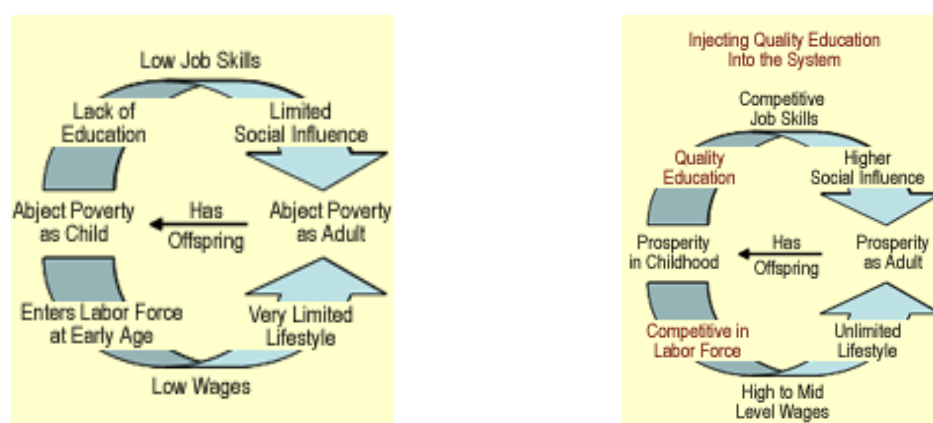 Low Job Skills
Lack of
Education
Limited
Social Influence
Abject Poverty
as Child
Has
Offspring
Abject Poverty
as Adult
Enters Labor Force
at Early Age
Very Limited
Lifestyle
Low Wages
Injecting Quality Education
Into the System
Competitive
Job Skills
Quality
Education
Higher
Social Influence
Prosperity
in Childhood
Has
Offspring
Prosperity
as Adult
Competitive in
Labor Force
Unlimited
Lifestyle
High to Mid
Level Wages